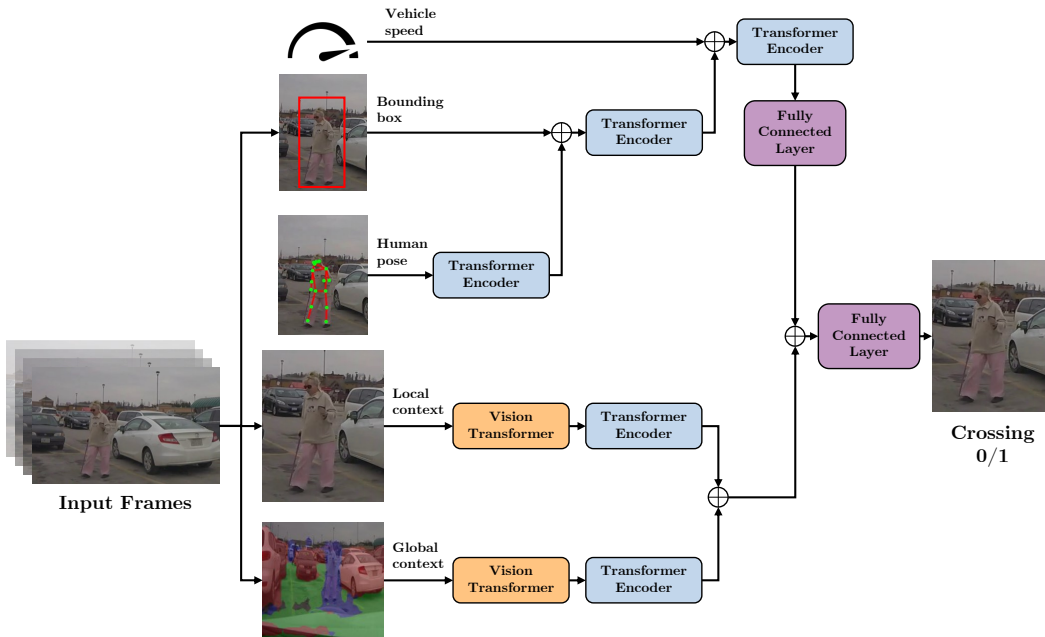 Vehicle
speed
Transformer
Encoder
Bounding
box
Transformer
Encoder
Fully
Connected
Layer
Human
pose
Transformer
Encoder
Fully
Connected
Layer
Local
context
Vision
Transformer
Transformer
Encoder
Crossing
0/1
Input Frames
Global
context
Vision
Transformer
Transformer
Encoder